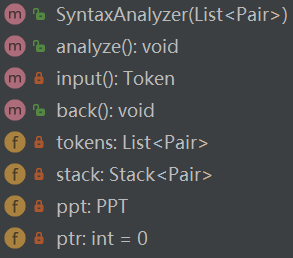 m SyntaxAnalyzer(List<Pair>)
m analyze(): void
m input(): Token
m back(): void
f tokens: List<Pair>
f stack: Stack<Pair>
f ppt: PPT
f ptr: int = 0